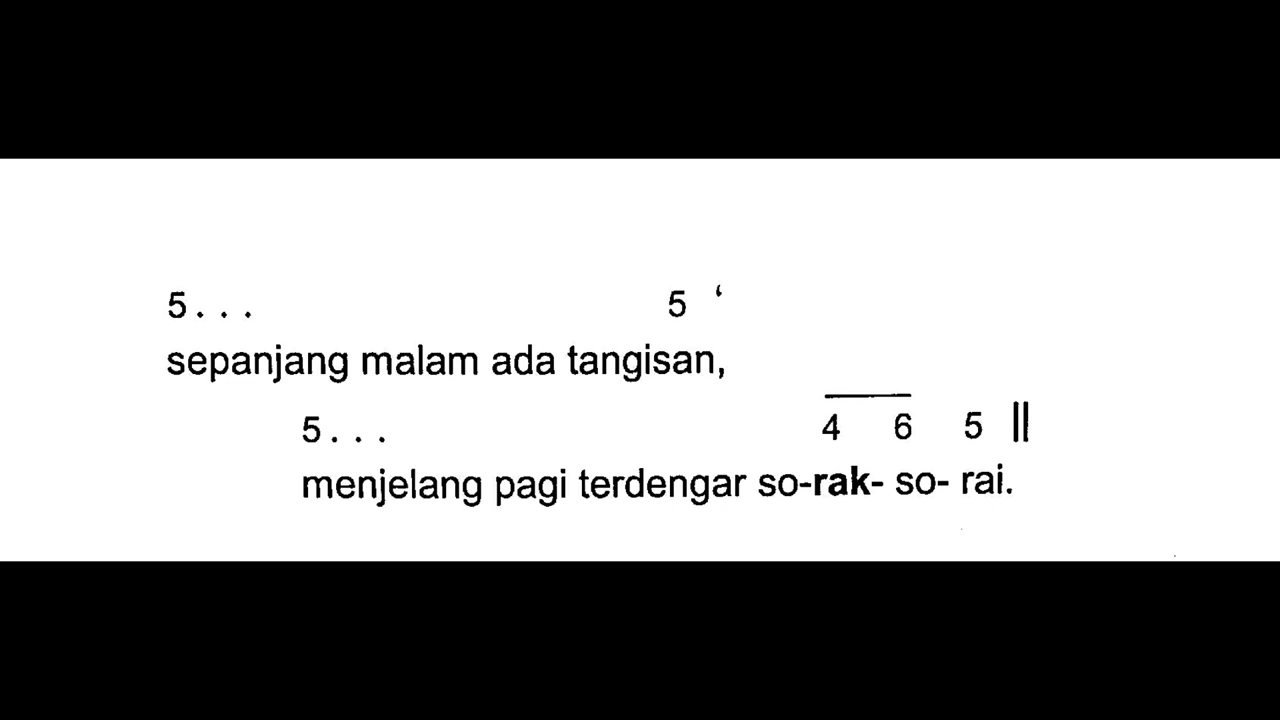 5... 5 ‘
sepanjang malam ada tangisan,
5... 4 6 5 ||
menjelang pagi terdengar so-rak- so- rai.